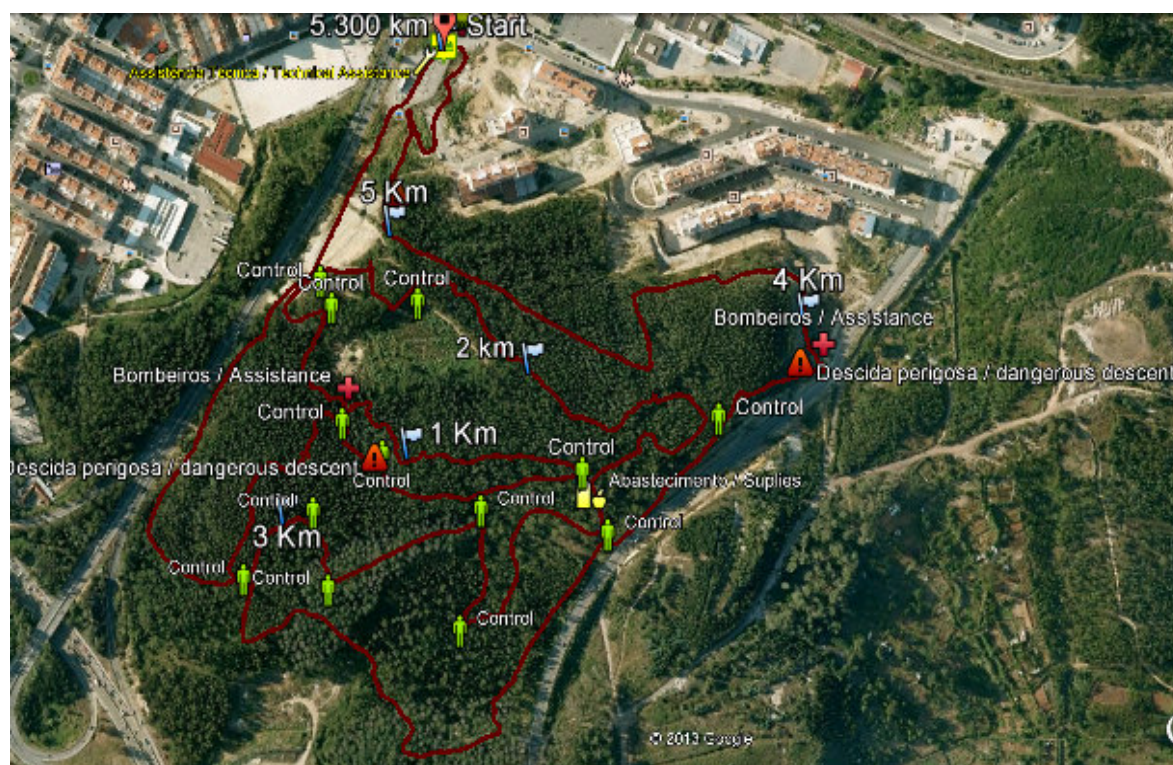 5.300 km Start
Assistência Técnica / Technical Assistance
5 Km
Control
Control
Control
4 Km
Bombeiros / Assistance
2 km
Descida perigosa / dangerous descent
Bombeiros / Assistance
Control
Control
1 Km
Control
Descida perigosa / dangerous descent
Control
Abastecimento / Suplies
Control
Control
3 Km
Control
Control
Control
Control
© 2013 Google